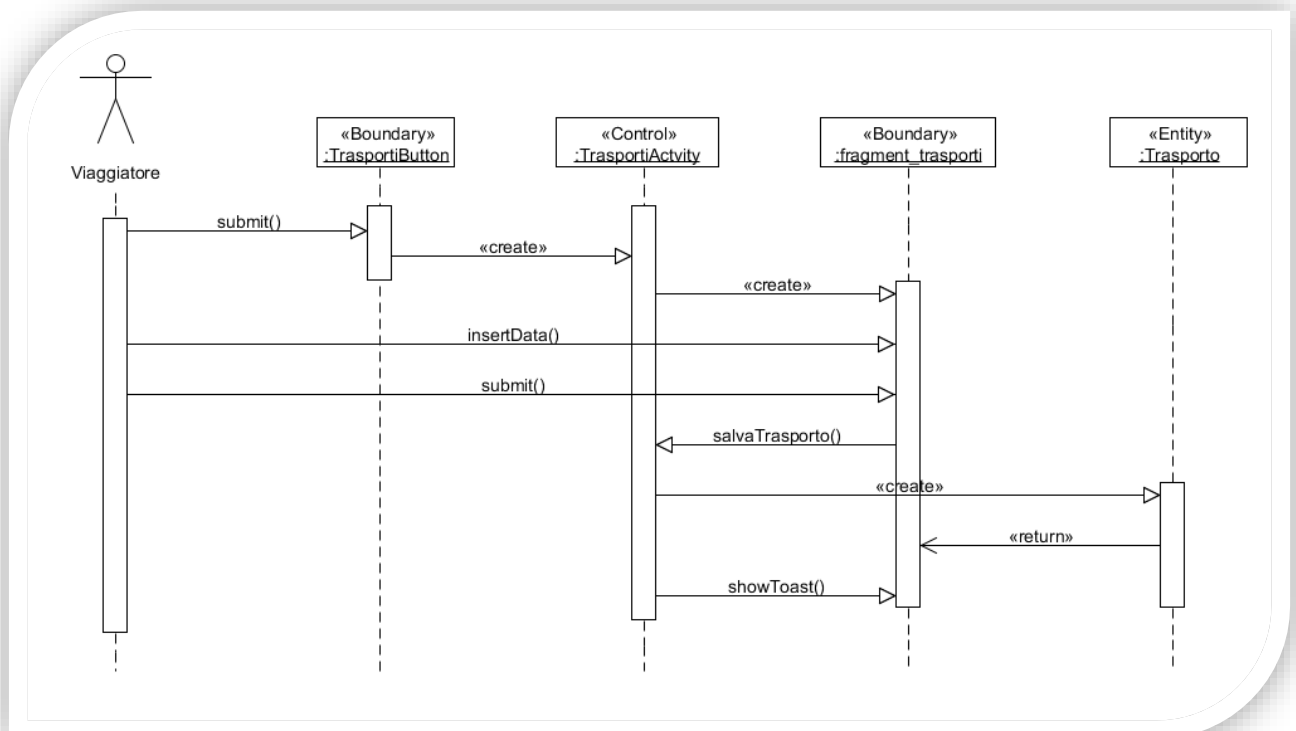 Viaggiatore
«Boundary»
:TrasportiButton
«Control»
:TrasportiActvity
«Boundary»
:fragment_trasporti
«Entity»
:Trasporto
submit()
«create»
«create»
insertData()
submit()
salvaTrasporto()
«create»
«return»
showToast()